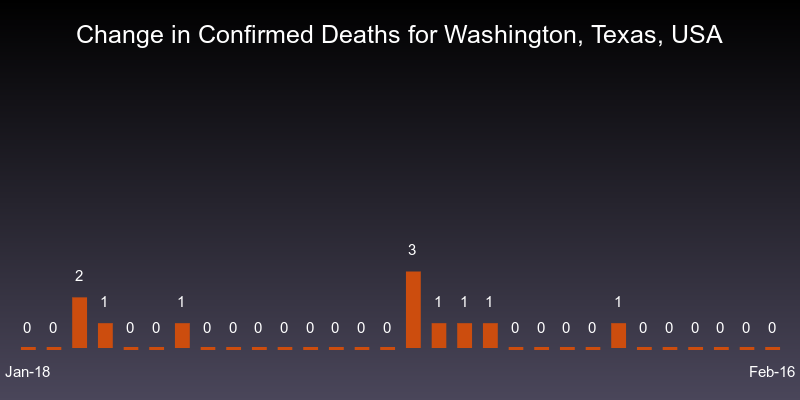 Change in Confirmed Deaths for Washington, Texas, USA
3
2
1 1 1 1 1 1
0 0 0 0 0 0 0 0 0 0 0 0 0 0 0 0 0 0 0 0 0 0
Jan-18 Feb-16